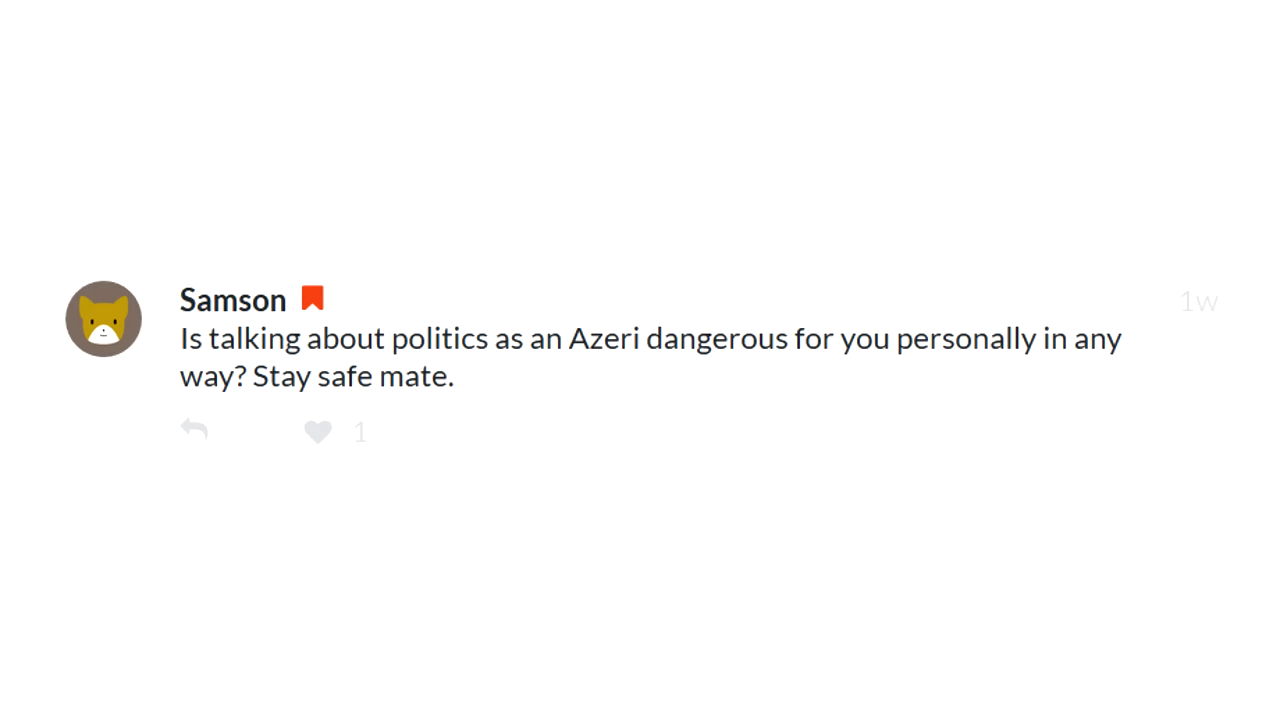 Samson
1w
Is talking about politics as an Azeri dangerous for you personally in any
way? Stay safe mate.
1